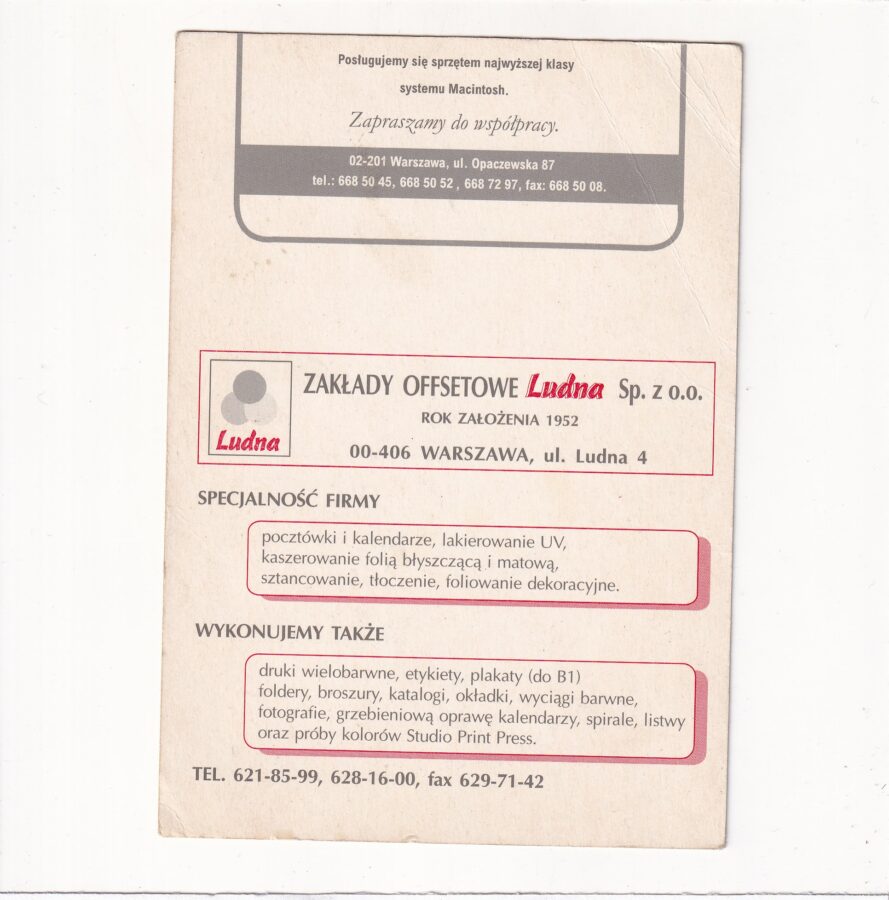 Posługujemy się sprzętem najwyższej klasy
systemu Macintosh.
Zapraszamy do współpracy.
02-201 Warszawa, ul. Opaczewska 87
tel.: 668 50 45, 668 50 52 , 668 72 97, fax: 668 50 08.
Ludna
ZAKŁADY OFFSETOWE Ludna Sp. z o.o.
ROK ZAŁOŻENIA 1952
00-406 WARSZAWA, ul. Ludna 4
SPECJALNOŚĆ FIRMY
pocztówki i kalendarze, lakierowanie UV,
kaszerowanie folią błyszczącą i matową,
sztancowanie, tłoczenie, foliowanie dekoracyjne.
WYKONUJEMY TAKŻE
druki wielobarwne, etykiety, plakaty (do B1)
foldery, broszury, katalogi, okładki, wyciągi barwne,
fotografie, grzebieniową oprawę kalendarzy, spirale, listwy
oraz próby kolorów Studio Print Press.
TEL. 621-85-99, 628-16-00, fax 629-71-42